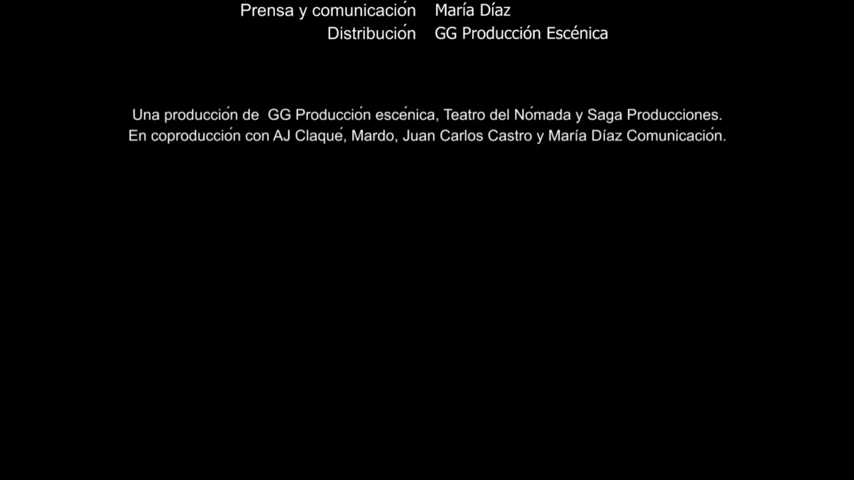 Prensa y comunicación María Díaz
Distribución GG Producción Escénica
Una producción de GG Producción escénica, Teatro del Nómada y Saga Producciones.
En coproducción con AJ Claqué, Mardo, Juan Carlos Castro y María Díaz Comunicación.